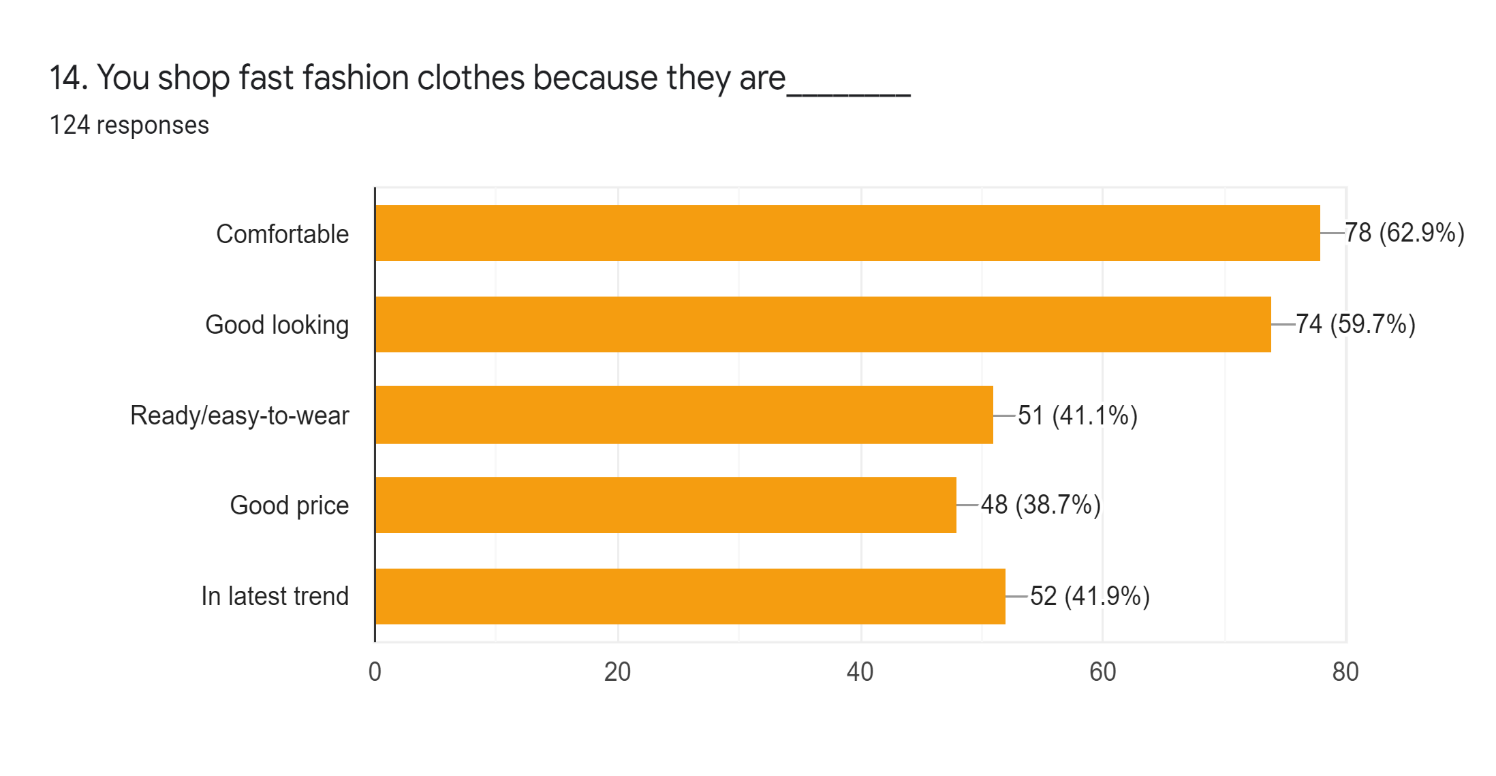 14. You shop fast fashion clothes because they are________
124 responses
Comfortable 78 (62.9%)
Good looking 74 (59.7%)
Ready/easy-to-wear 51 (41.1%)
Good price 48 (38.7%)
In latest trend 52 (41.9%)
0 20 40 60 80